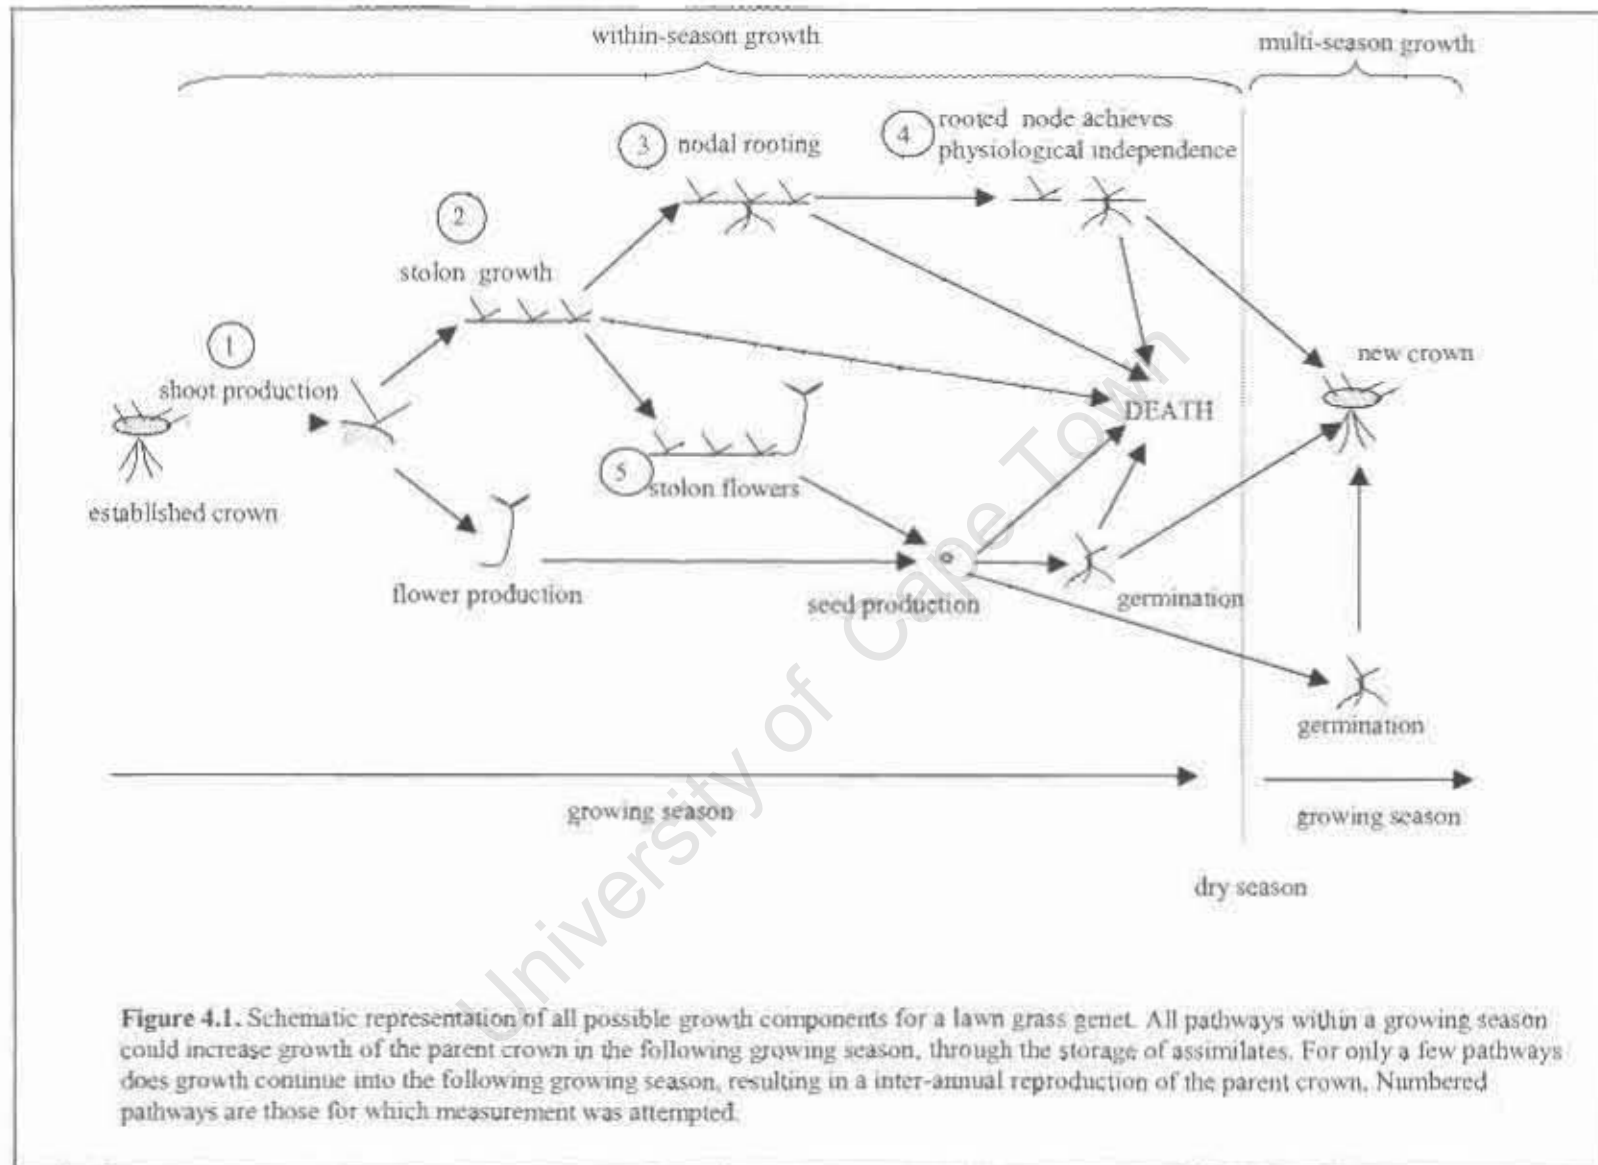 within-season growth
multi-season growth
3 nodal rooting
4 rooted node achieves
physiological independence
2
stolon growth
1
shoot production
new crown
DEATH
5
stolon flowers
established crown
flower production
seed production
germination
germination
growing season
growing season
dry season
University of Cape Town
Figure 4.1. Schematic representation of all possible growth components for a lawn grass genet. All pathways within a growing season
could increase growth of the parent crown in the following growing season, through the storage of assimilates. For only a few pathways
does growth continue into the following growing season, resulting in a inter-annual reproduction of the parent crown. Numbered
pathways are those for which measurement was attempted.